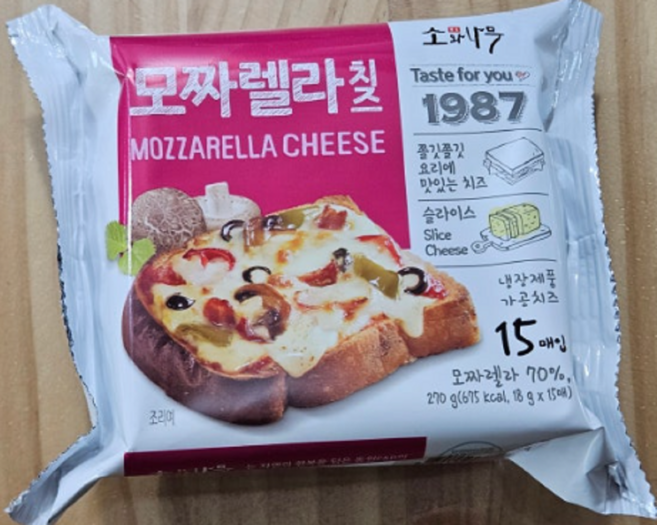 모짜렐라 치즈
MOZZARELLA CHEESE
소와나무
Taste for you
1987
쫄깃쫄깃
요리에
맛있는 치즈
슬라이스
Slice
Cheese
냉장제품
가공치즈
15매입
모짜렐라 70%,
270 g(675 kcal, 18 g x 15매)
조리예